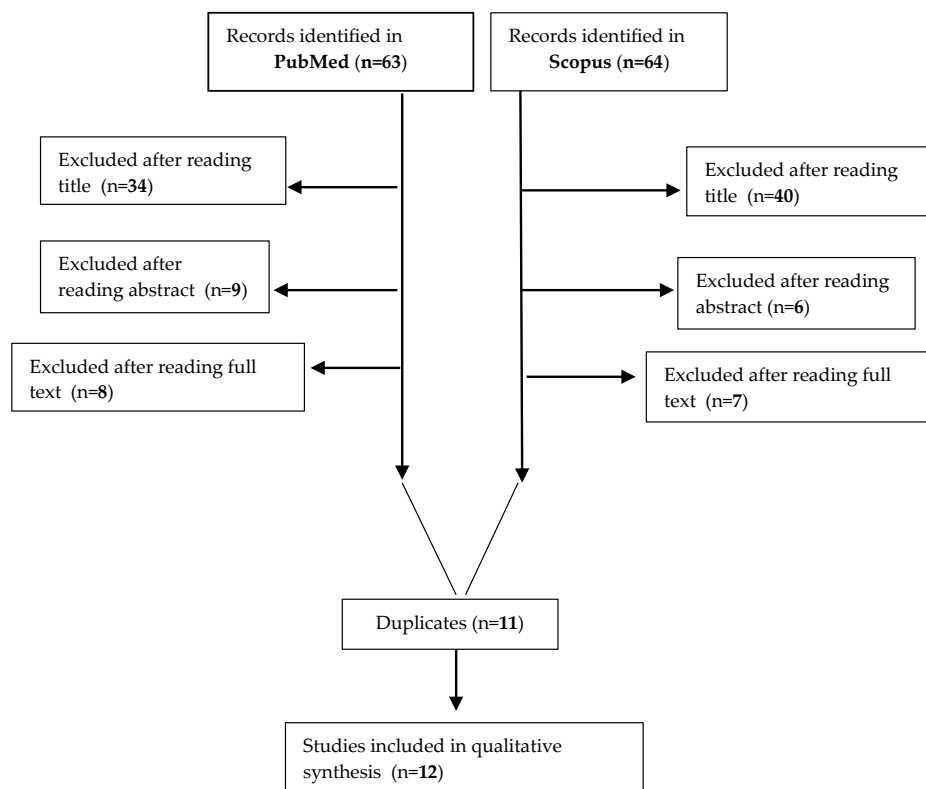 Records identified in
PubMed (n=63)
Records identified in
Scopus (n=64)
Excluded after reading
title (n=34)
Excluded after reading
title (n=40)
Excluded after
reading abstract (n=9)
Excluded after reading
abstract (n=6)
Excluded after reading full
text (n=8)
Excluded after reading full
text (n=7)
Duplicates (n=11)
Studies included in qualitative
synthesis (n=12)